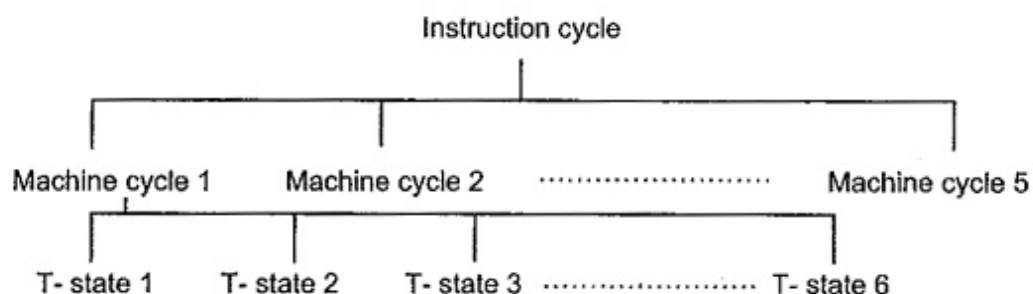 Instruction cycle
Machine cycle 1 Machine cycle 2 .................... Machine cycle 5
T- state 1 T- state 2 T- state 3 .................... T- state 6